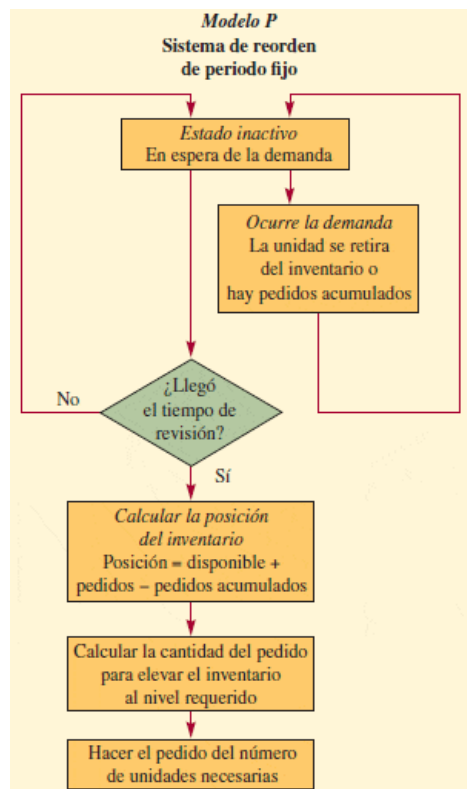 Modelo P
Sistema de reorden
de periodo fijo
Estado inactivo
En espera de la demanda
Ocurre la demanda
La unidad se retira
del inventario o
hay pedidos acumulados
¿Llegó
el tiempo de
revisión?
No
Sí
Calcular la posición
del inventario
Posición = disponible +
pedidos – pedidos acumulados
Calcular la cantidad del pedido
para elevar el inventario
al nivel requerido
Hacer el pedido del número
de unidades necesarias